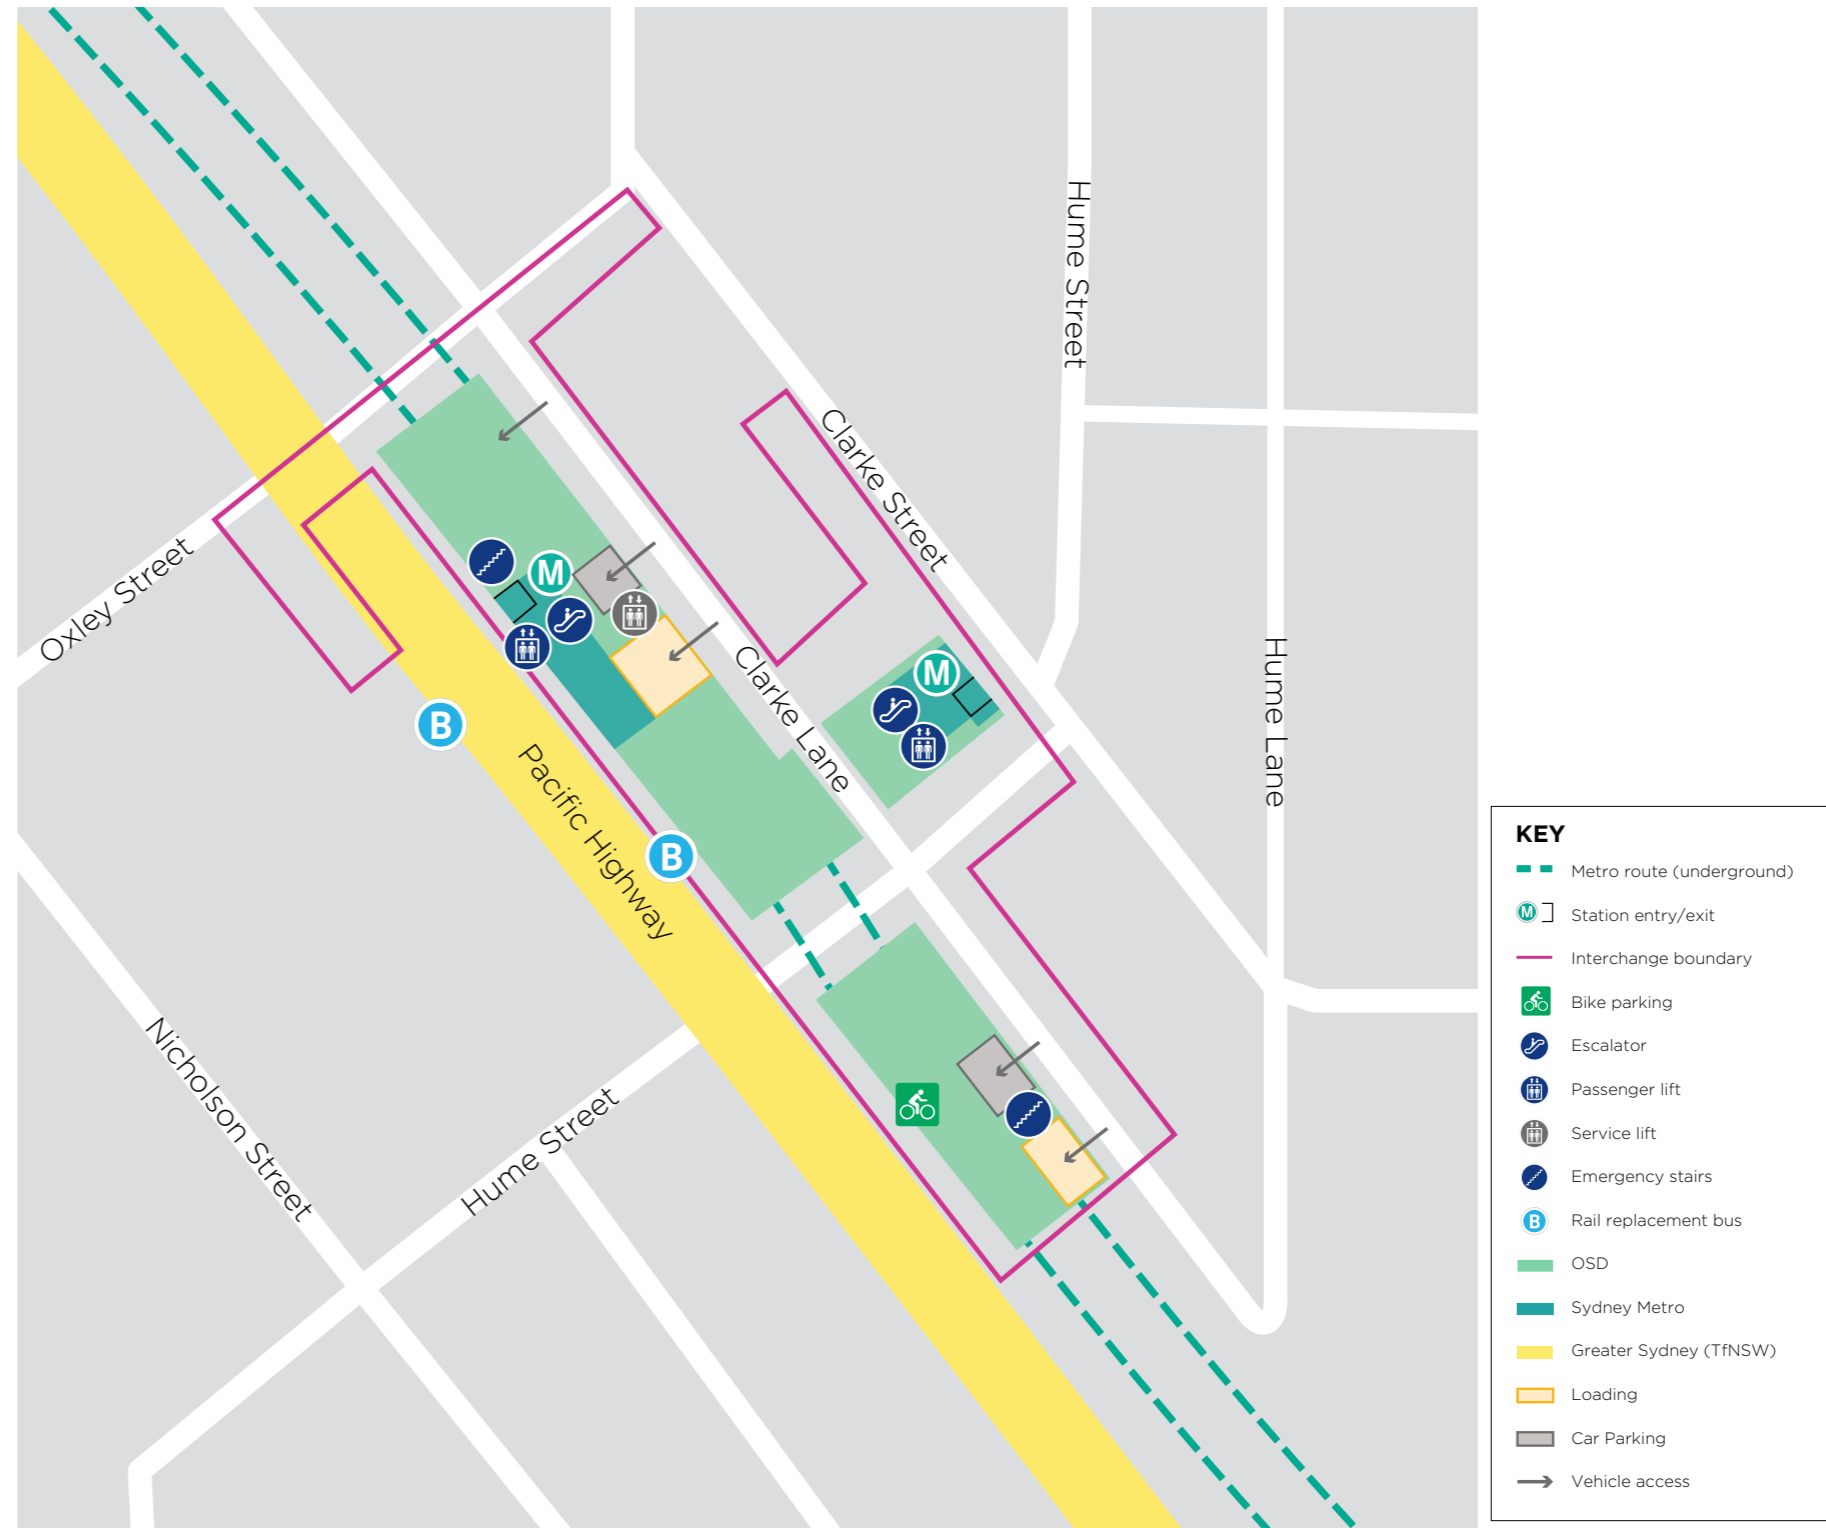 Hume Street
Clarke Street
Oxley Street
M
M
Clarke Lane
Hume Lane
B
B
Pacific Highway
Nicholson Street
Hume Street
KEY
Metro route (underground)
M Station entry/exit
Interchange boundary
Bike parking
Escalator
Passenger lift
Service lift
Emergency stairs
B Rail replacement bus
OSD
Sydney Metro
Greater Sydney (TfNSW)
Loading
Car Parking
Vehicle access